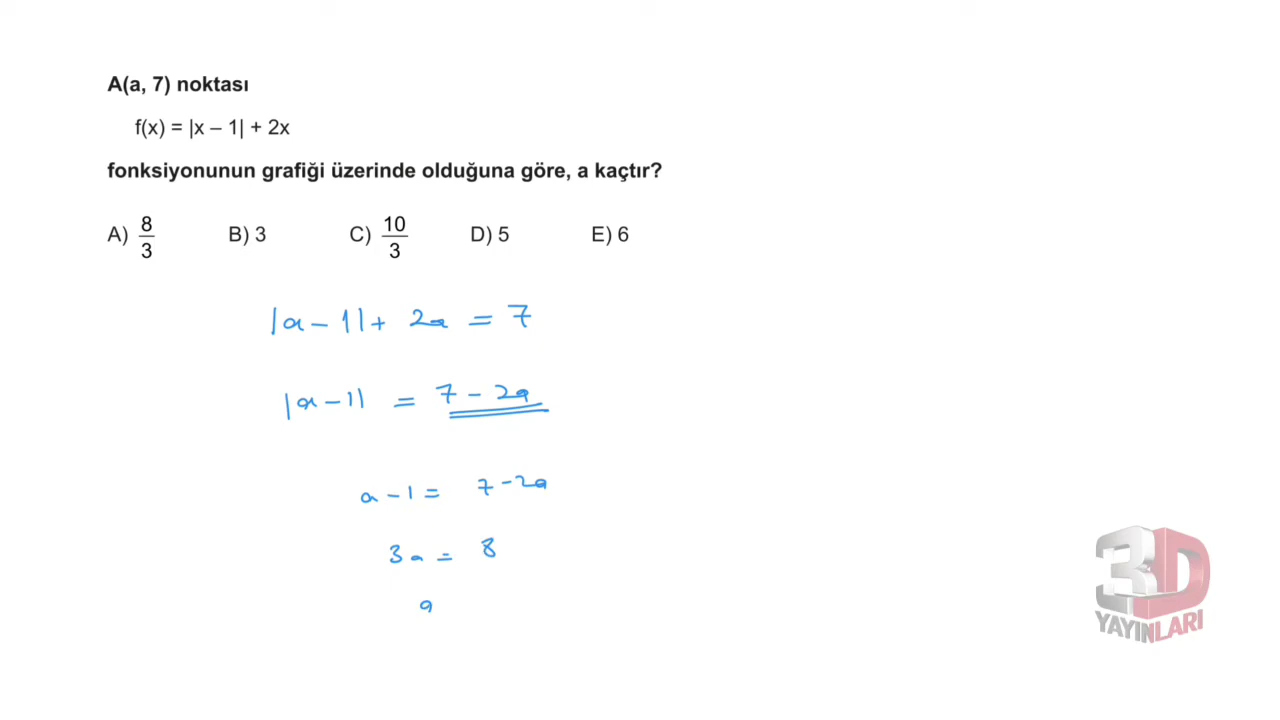 A(a, 7) noktası
f(x) = |x – 1| + 2x
fonksiyonunun grafiği üzerinde olduğuna göre, a kaçtır?
A) 8/3 B) 3 C) 10/3 D) 5 E) 6
|a – 1| + 2a = 7
|a – 1| = 7 – 2a
a – 1 = 7 – 2a
3a = 8
a
3D
YAYINLARI